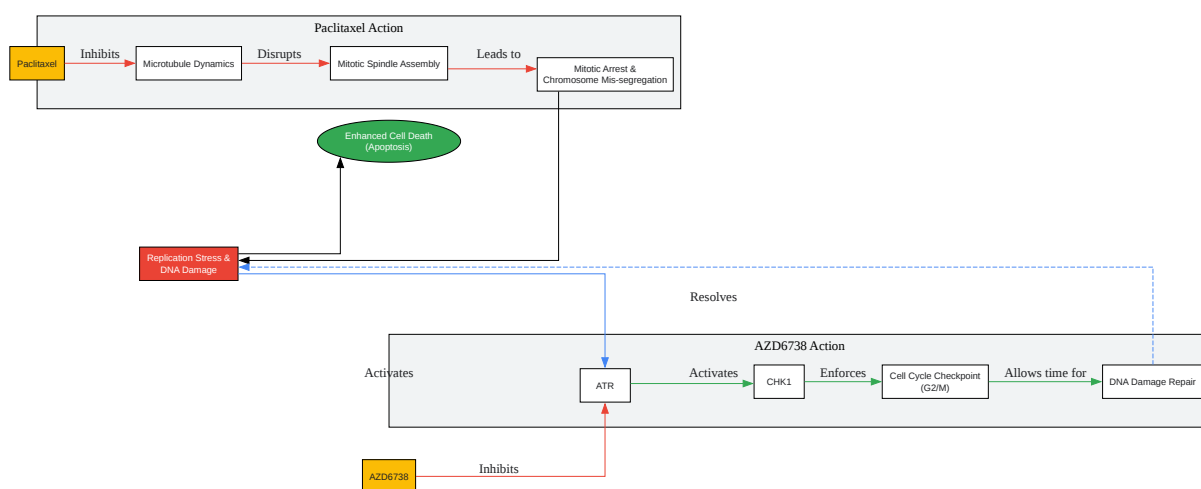 Paclitaxel Action
Paclitaxel
Inhibits
Microtubule Dynamics
Disrupts
Mitotic Spindle Assembly
Leads to
Mitotic Arrest &
Chromosome Mis-segregation
Enhanced Cell Death
(Apoptosis)
Replication Stress &
DNA Damage
Resolves
AZD6738 Action
Activates
ATR
Activates
CHK1
Enforces
Cell Cycle Checkpoint
(G2/M)
Allows time for
DNA Damage Repair
AZD6738
Inhibits